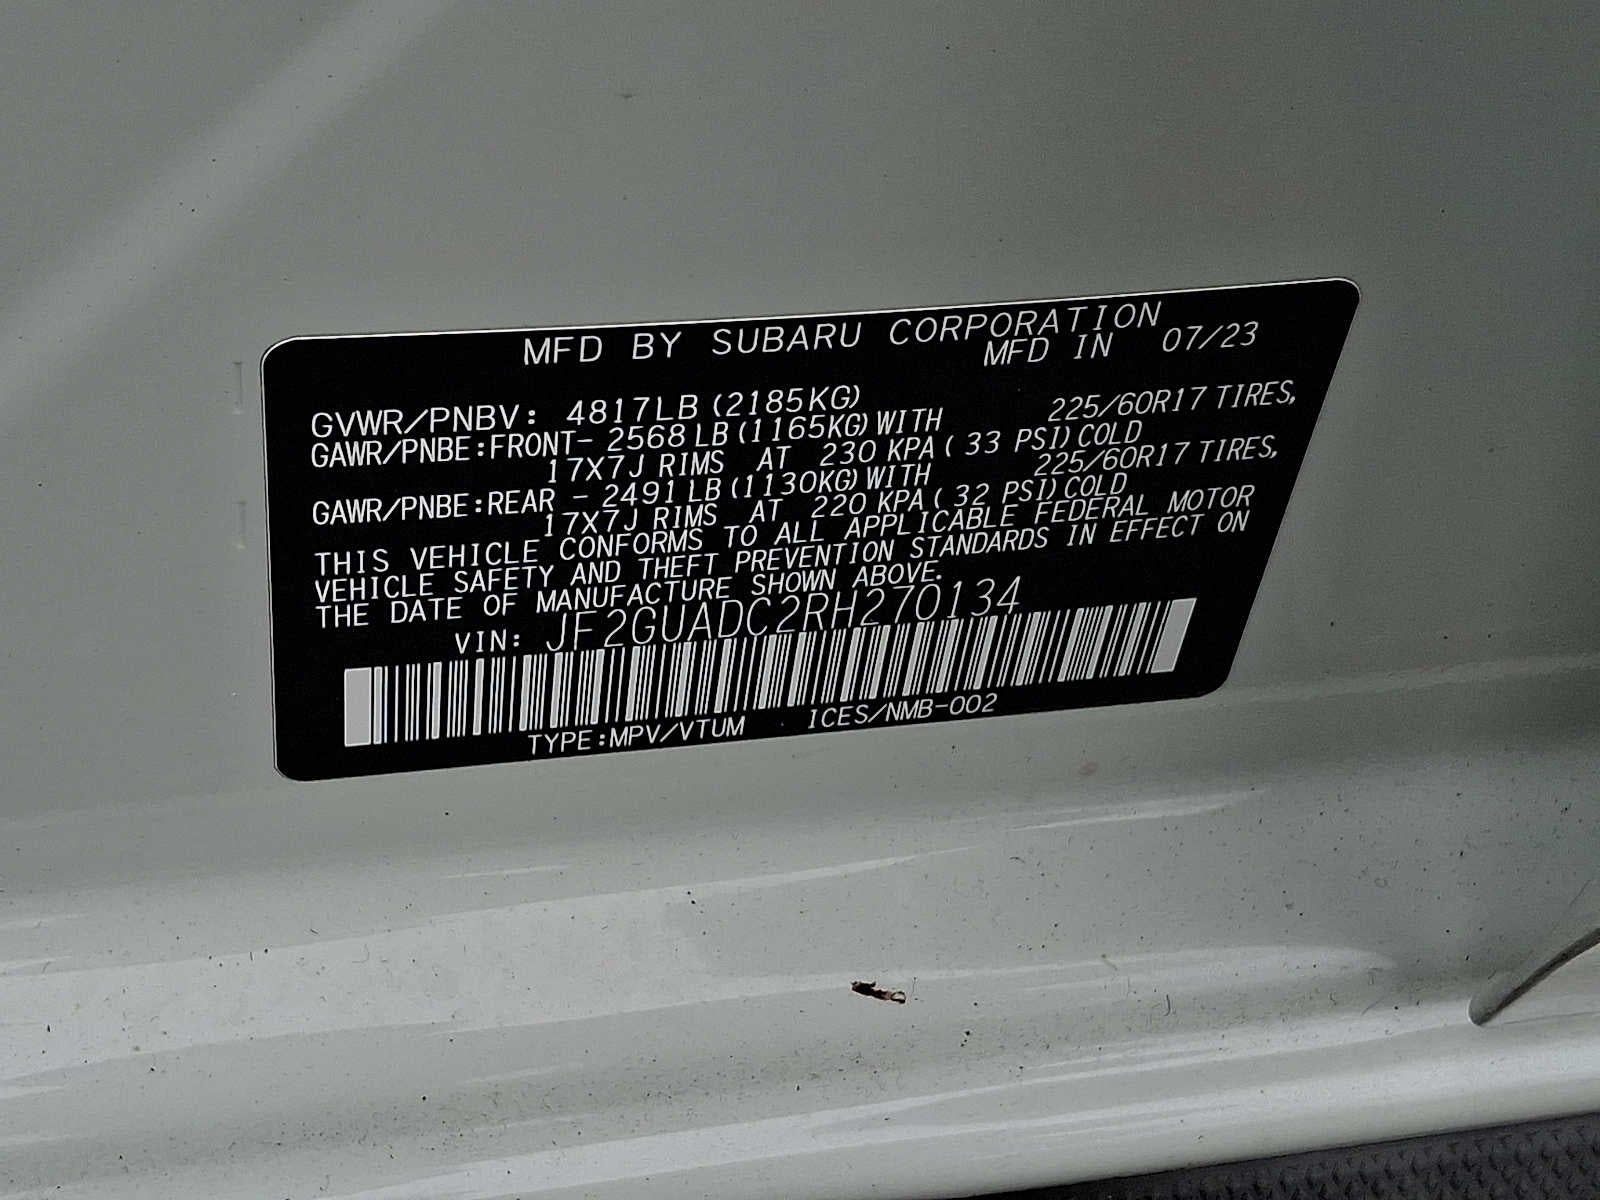 MFD BY SUBARU CORPORATION
MFD IN 07/23
GVWR/PNBV: 4817LB (2185KG)
GAWR/PNBE:FRONT- 2568 LB (1165KG) WITH 225/60R17 TIRES,
17X7J RIMS AT 230 KPA ( 33 PSI) COLD
GAWR/PNBE:REAR - 2491 LB (1130KG) WITH 225/60R17 TIRES,
17X7J RIMS AT 220 KPA ( 32 PSI) COLD
THIS VEHICLE CONFORMS TO ALL APPLICABLE FEDERAL MOTOR
VEHICLE SAFETY AND THEFT PREVENTION STANDARDS IN EFFECT ON
THE DATE OF MANUFACTURE SHOWN ABOVE.
VIN: JF2GUADC2RH270134
TYPE:MPV/VTUM ICES/NMB-002